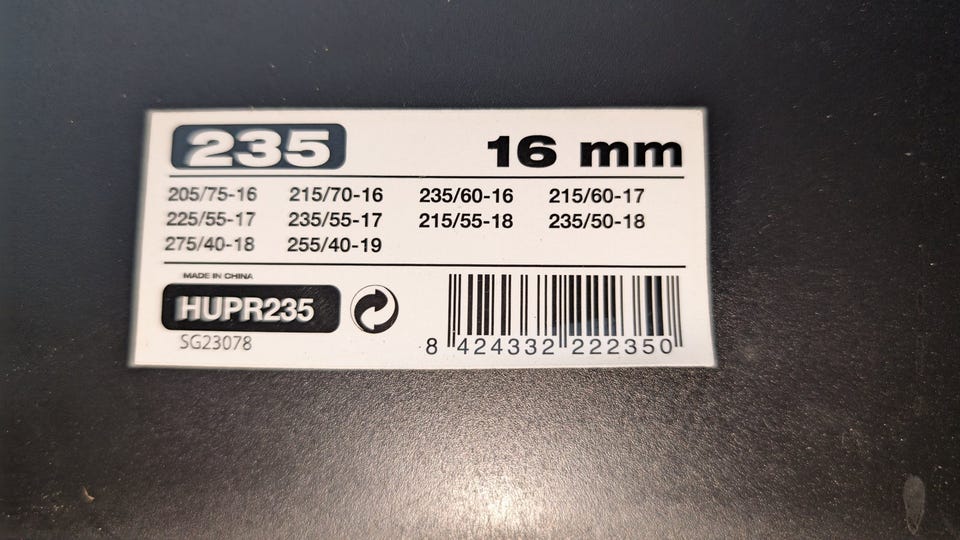 235 16 mm
205/75-16 215/70-16 235/60-16 215/60-17
225/55-17 235/55-17 215/55-18 235/50-18
275/40-18 255/40-19
MADE IN CHINA
HUPR235
SG23078
8 424332 222350